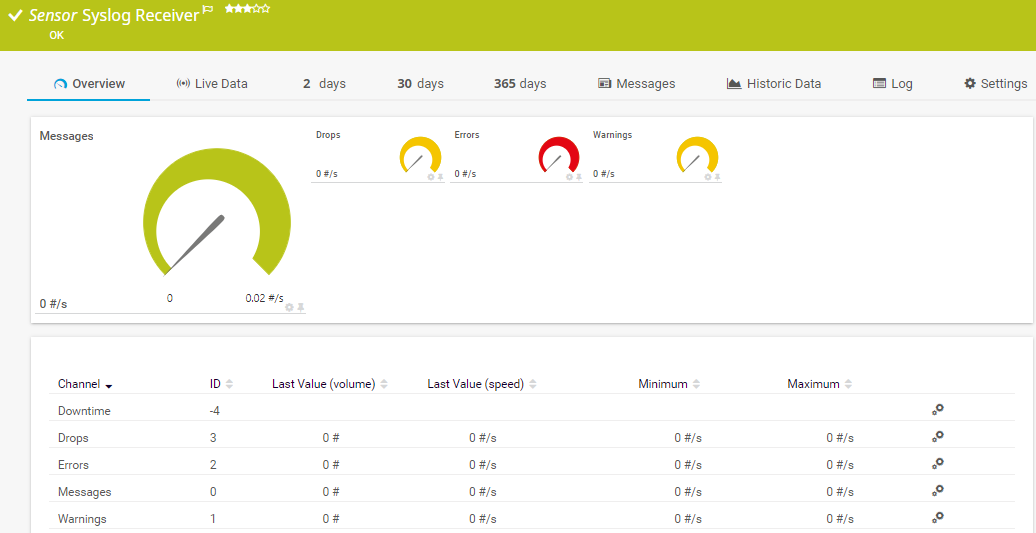 Sensor Syslog Receiver
OK
Overview Live Data 2 days 30 days 365 days Messages Historic Data Log Settings
Messages
0 0.02 #/s
0 #/s
Drops
0 #/s
Errors
0 #/s
Warnings
0 #/s
Channel ID Last Value (volume) Last Value (speed) Minimum Maximum
Downtime -4
Drops 3 0 # 0 #/s 0 #/s 0 #/s
Errors 2 0 # 0 #/s 0 #/s 0 #/s
Messages 0 0 # 0 #/s 0 #/s 0 #/s
Warnings 1 0 # 0 #/s 0 #/s 0 #/s